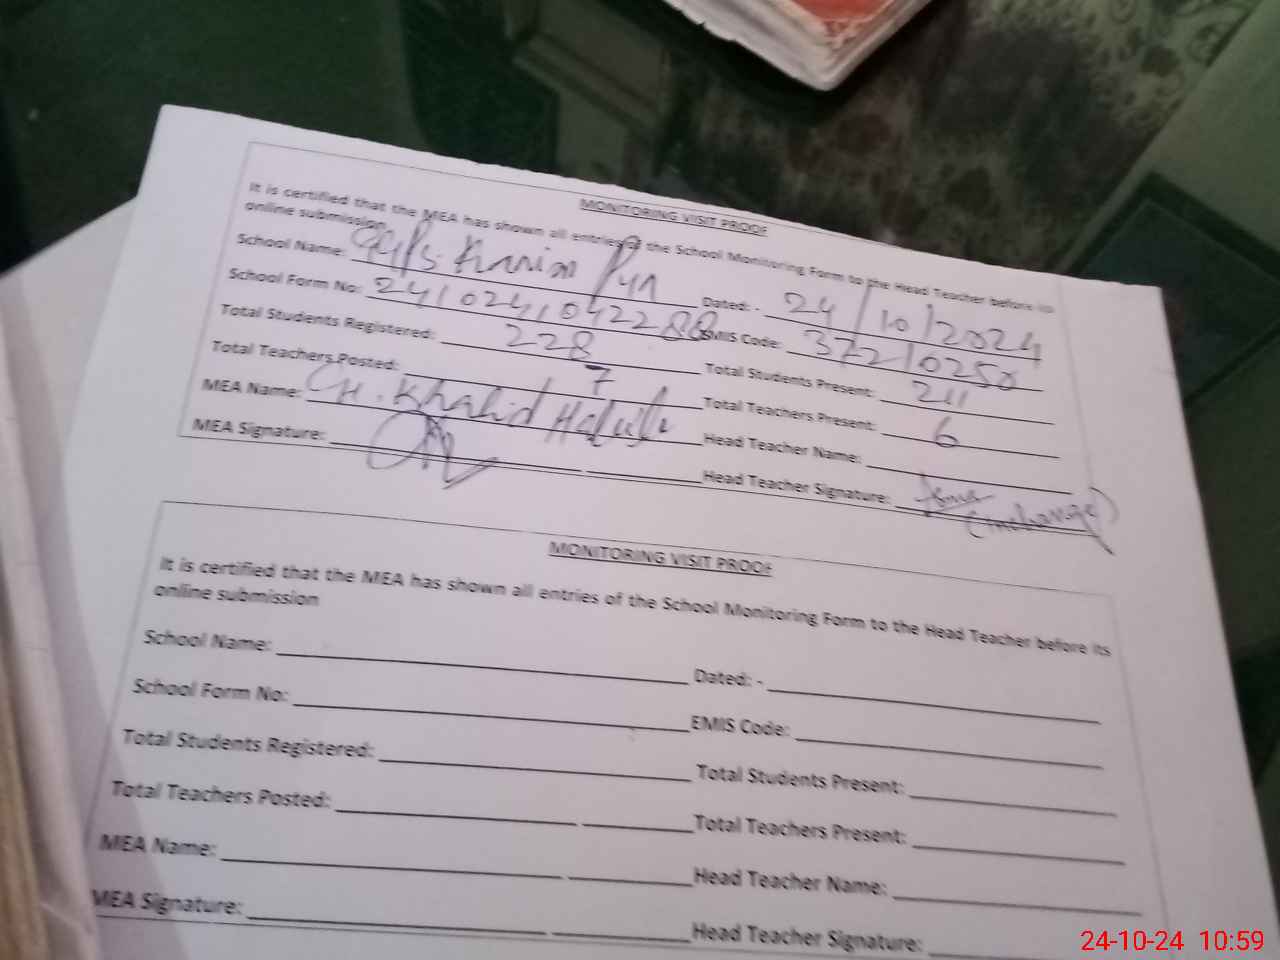 MONITORING VISIT PROOF
It is certified that the MEA has shown all entries of the School Monitoring Form to the Head Teacher before its
online submission
School Name: Dated: - 24/10/2024
School Form No: 2410241042288 EMIS Code: 37210250
Total Students Registered: 228 Total Students Present: 211
Total Teachers Posted: 7 Total Teachers Present: 6
MEA Name: CH. Khalid Head Teacher Name:
MEA Signature: Head Teacher Signature: (incharge)
MONITORING VISIT PROOF
It is certified that the MEA has shown all entries of the School Monitoring Form to the Head Teacher before its
online submission
School Name: Dated: -
School Form No: EMIS Code:
Total Students Registered: Total Students Present:
Total Teachers Posted: Total Teachers Present:
MEA Name: Head Teacher Name:
MEA Signature: Head Teacher Signature:
24-10-24 10:59